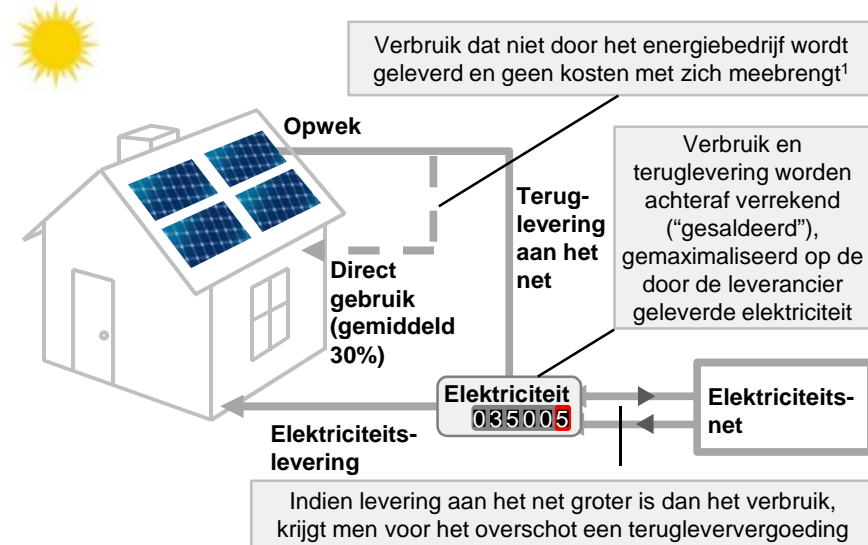 Verbruik dat niet door het energiebedrijf wordt
geleverd en geen kosten met zich meebrengt¹
Opwek
Verbruik en
teruglevering worden
achteraf verrekend
(“gesaldeerd”),
gemaximaliseerd op de
door de leverancier
geleverde elektriciteit
Terug-
levering
aan het
net
Direct
gebruik
(gemiddeld
30%)
Elektriciteit
035005
Elektriciteits-
net
Elektriciteits-
levering
Indien levering aan het net groter is dan het verbruik,
krijgt men voor het overschot een terugleververgoeding